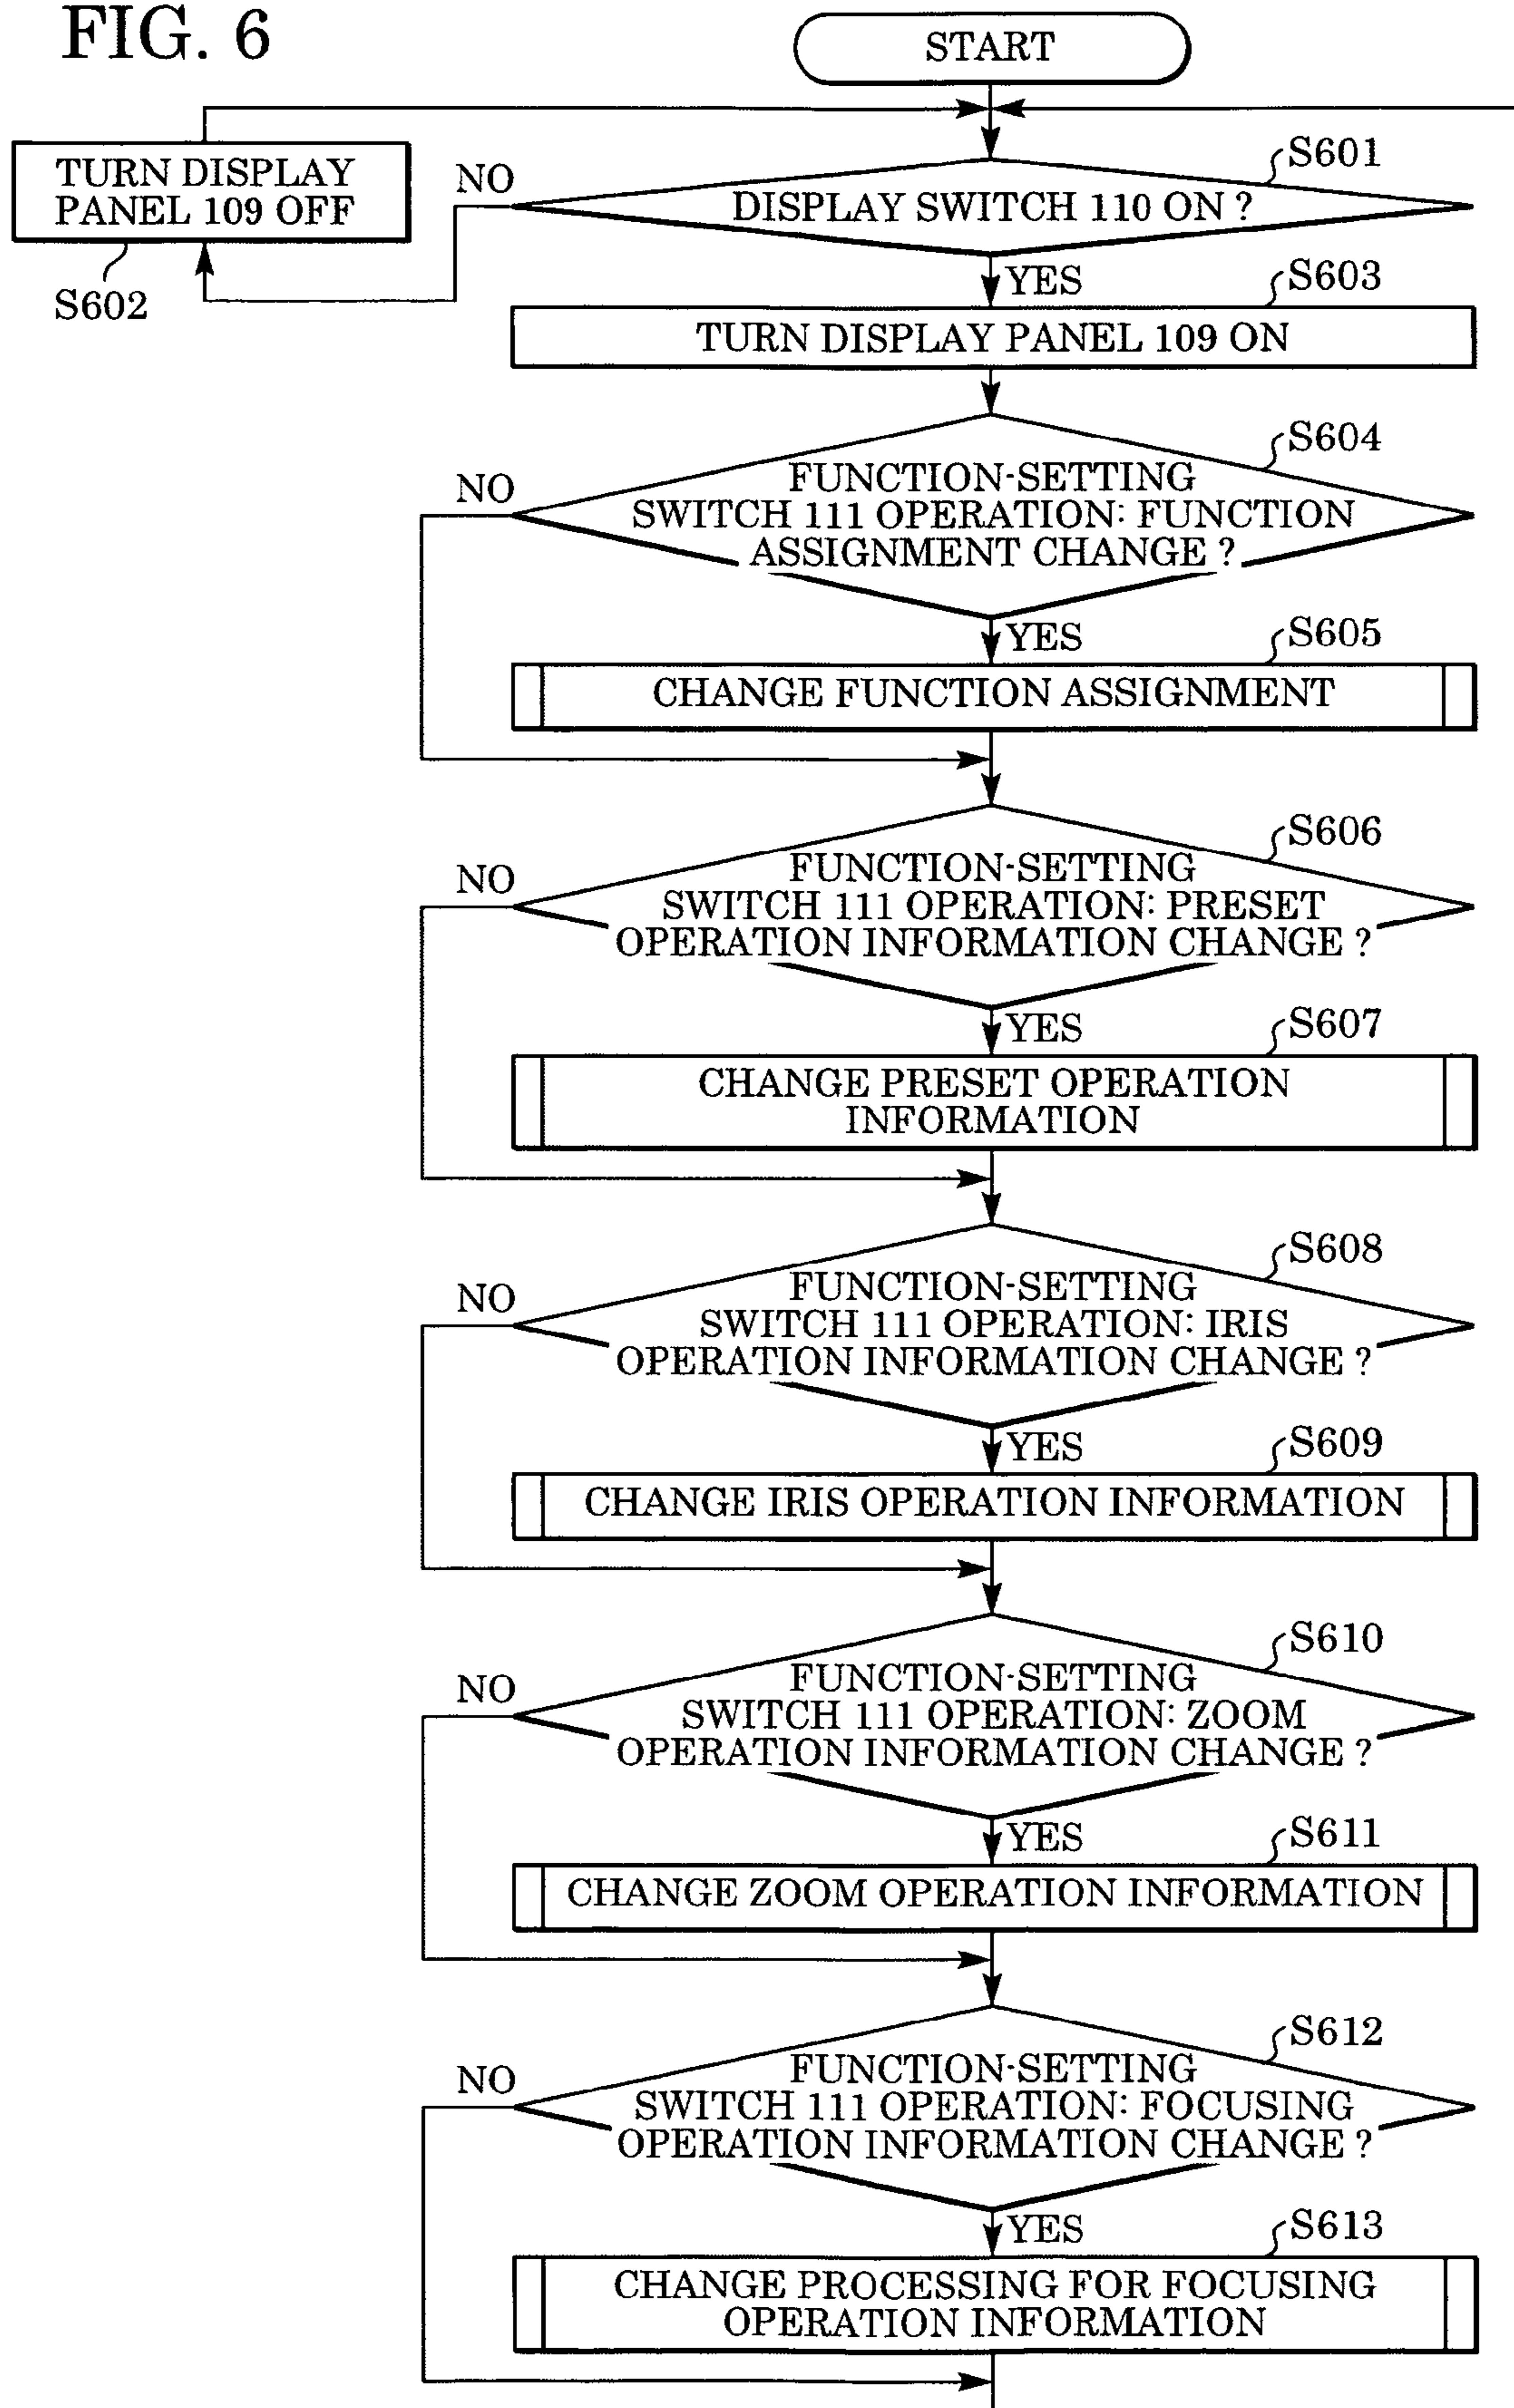 FIG. 6
START
TURN DISPLAY
PANEL 109 OFF
S602
NO
S601
DISPLAY SWITCH 110 ON ?
YES
S603
TURN DISPLAY PANEL 109 ON
S604
NO
FUNCTION-SETTING
SWITCH 111 OPERATION: FUNCTION
ASSIGNMENT CHANGE ?
YES
S605
CHANGE FUNCTION ASSIGNMENT
S606
NO
FUNCTION-SETTING
SWITCH 111 OPERATION: PRESET
OPERATION INFORMATION CHANGE ?
YES
S607
CHANGE PRESET OPERATION
INFORMATION
S608
NO
FUNCTION-SETTING
SWITCH 111 OPERATION: IRIS
OPERATION INFORMATION CHANGE ?
YES
S609
CHANGE IRIS OPERATION INFORMATION
S610
NO
FUNCTION-SETTING
SWITCH 111 OPERATION: ZOOM
OPERATION INFORMATION CHANGE ?
YES
S611
CHANGE ZOOM OPERATION INFORMATION
S612
NO
FUNCTION-SETTING
SWITCH 111 OPERATION: FOCUSING
OPERATION INFORMATION CHANGE ?
YES
S613
CHANGE PROCESSING FOR FOCUSING
OPERATION INFORMATION